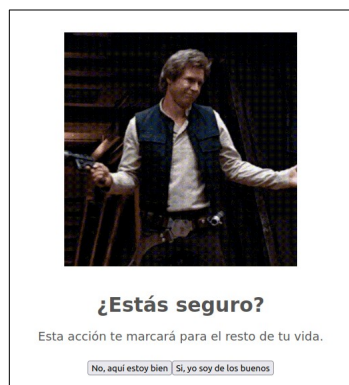 ¿Estás seguro?
Esta acción te marcará para el resto de tu vida.
No, aquí estoy bien Si, yo soy de los buenos